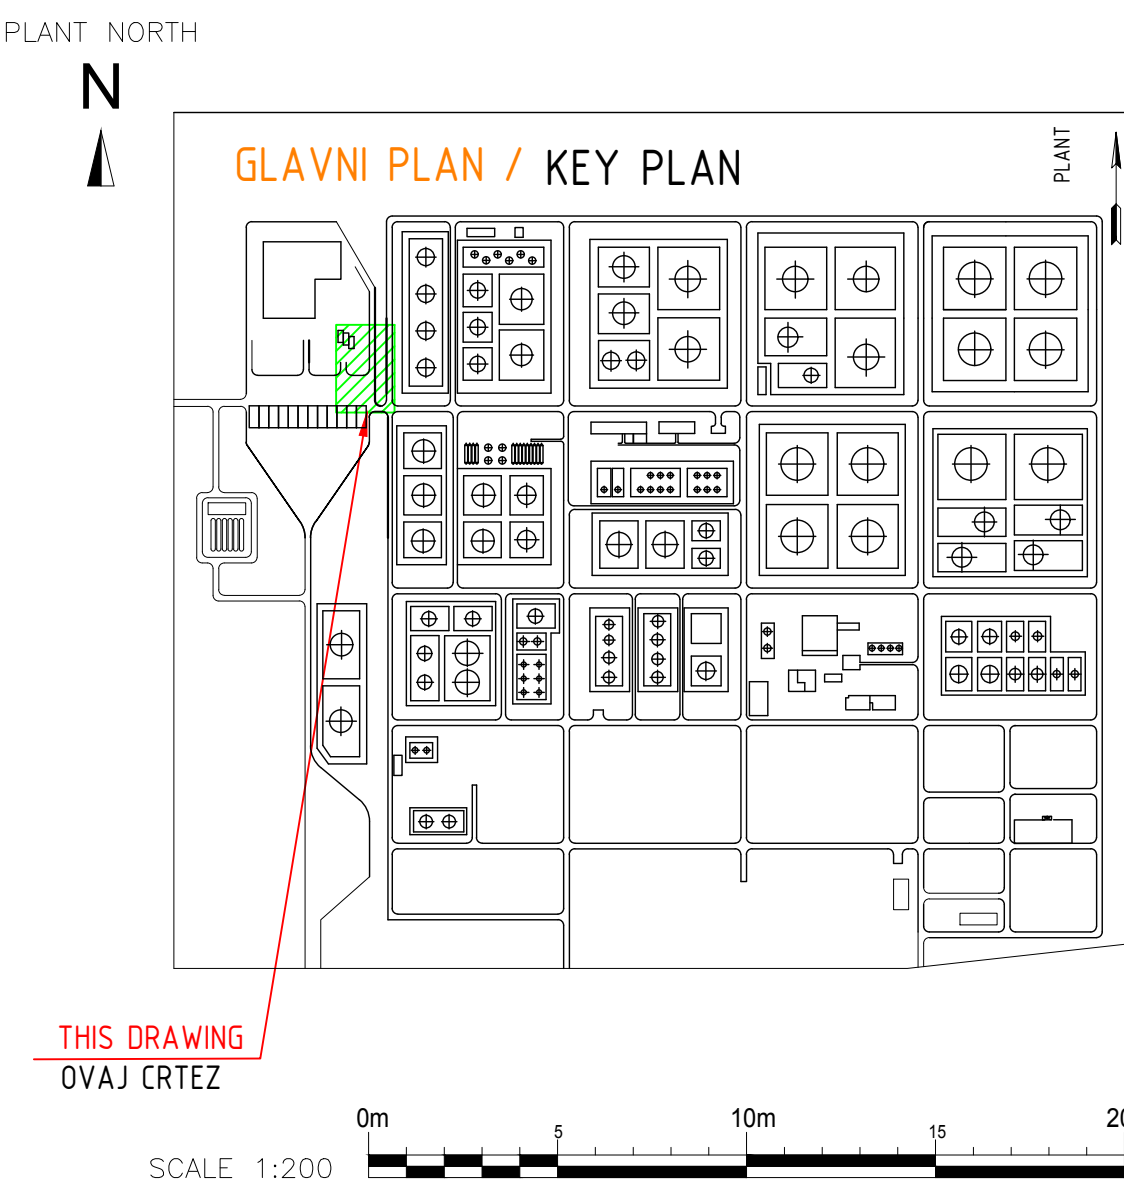 PLANT NORTH
N
GLAVNI PLAN / KEY PLAN
PLANT
THIS DRAWING
OVAJ CRTEZ
0m 5 10m 15
SCALE 1:200